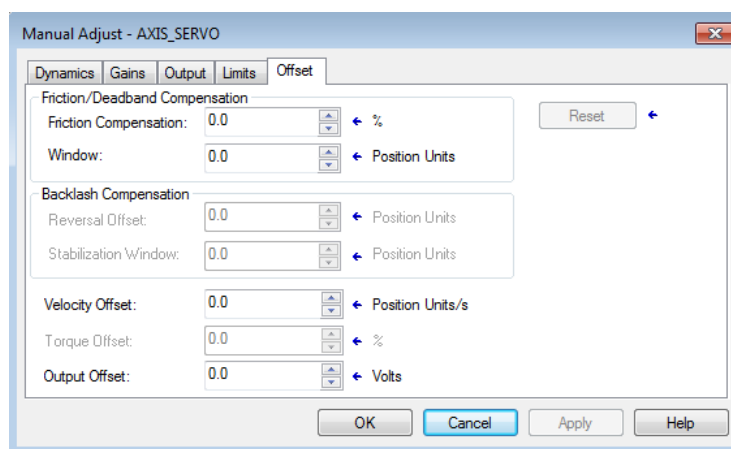 Manual Adjust - AXIS_SERVO
Dynamics Gains Output Limits Offset
Friction/Deadband Compensation
Friction Compensation: 0.0 % Reset
Window: 0.0 Position Units
Backlash Compensation
Reversal Offset: 0.0 Position Units
Stabilization Window: 0.0 Position Units
Velocity Offset: 0.0 Position Units/s
Torque Offset: 0.0 %
Output Offset: 0.0 Volts
OK Cancel Apply Help